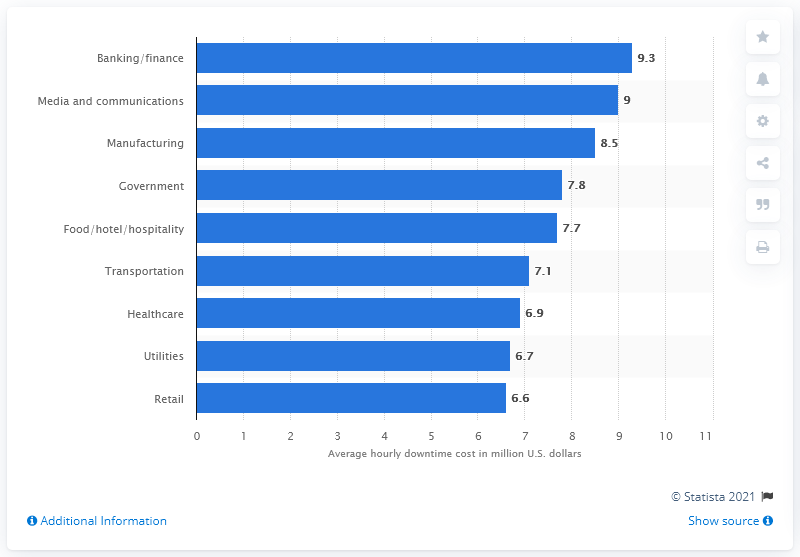 Banking/finance 9.3
Media and communications 9
Manufacturing 8.5
Government 7.8
Food/hotel/hospitality 7.7
Transportation 7.1
Healthcare 6.9
Utilities 6.7
Retail 6.6
0 1 2 3 4 5 6 7 8 9 10 11
Average hourly downtime cost in million U.S. dollars
© Statista 2021
Additional Information
Show source